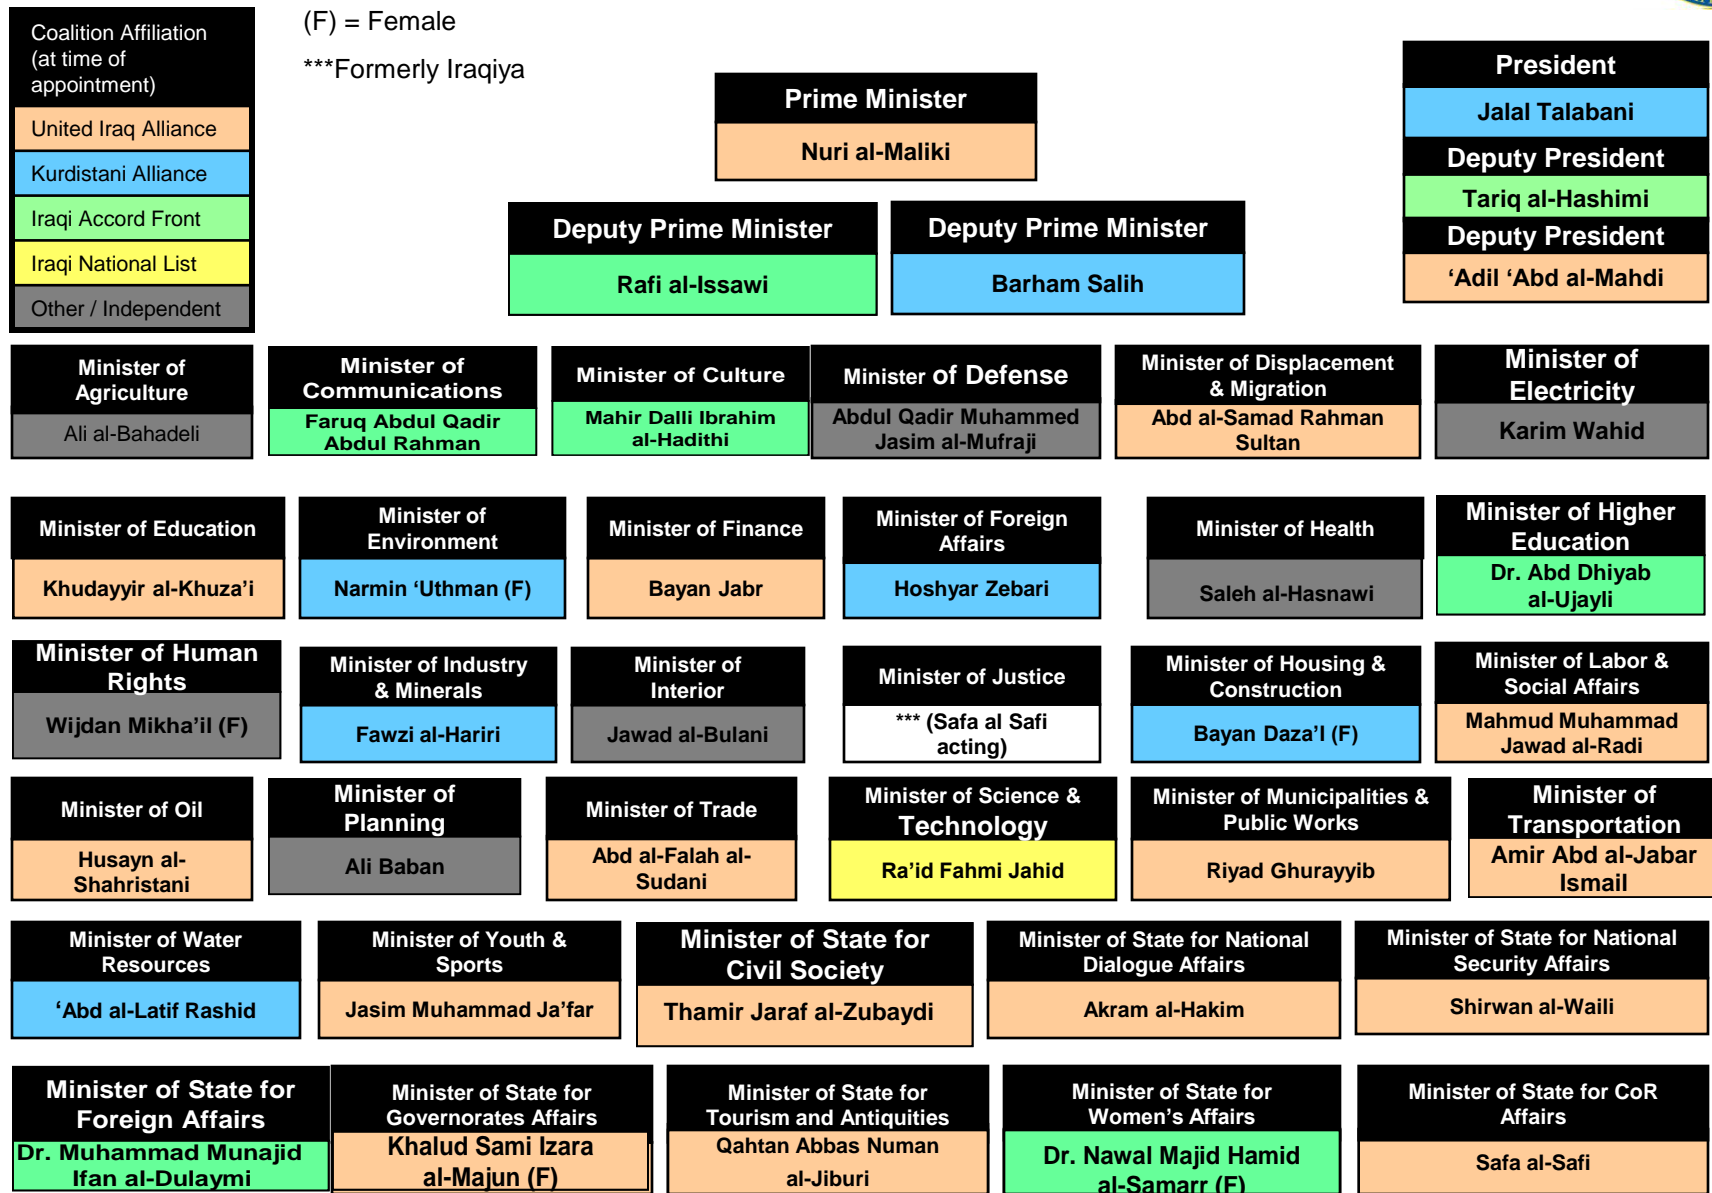 Coalition Affiliation
(at time of
appointment)
United Iraq Alliance
Kurdistani Alliance
Iraqi Accord Front
Iraqi National List
Other / Independent
(F) = Female
***Formerly Iraqiya
Prime Minister
Nuri al-Maliki
Deputy Prime Minister
Rafi al-Issawi
Deputy Prime Minister
Barham Salih
President
Jalal Talabani
Deputy President
Tariq al-Hashimi
Deputy President
‘Adil ‘Abd al-Mahdi
Minister of
Agriculture
Ali al-Bahadeli
Minister of
Communications
Faruq Abdul Qadir
Abdul Rahman
Minister of Culture
Mahir Dalli Ibrahim
al-Hadithi
Minister of Defense
Abdul Qadir Muhammed
Jasim al-Mufraji
Minister of Displacement
& Migration
Abd al-Samad Rahman
Sultan
Minister of
Electricity
Karim Wahid
Minister of Education
Khudayyir al-Khuza’i
Minister of
Environment
Narmin ‘Uthman (F)
Minister of Finance
Bayan Jabr
Minister of Foreign
Affairs
Hoshyar Zebari
Minister of Health
Saleh al-Hasnawi
Minister of Higher
Education
Dr. Abd Dhiyab
al-Ujayli
Minister of Human
Rights
Wijdan Mikha’il (F)
Minister of Industry
& Minerals
Fawzi al-Hariri
Minister of
Interior
Jawad al-Bulani
Minister of Justice
*** (Safa al Safi
acting)
Minister of Housing &
Construction
Bayan Daza’I (F)
Minister of Labor &
Social Affairs
Mahmud Muhammad
Jawad al-Radi
Minister of Oil
Husayn al-
Shahristani
Minister of
Planning
Ali Baban
Minister of Trade
Abd al-Falah al-
Sudani
Minister of Science &
Technology
Ra’id Fahmi Jahid
Minister of Municipalities &
Public Works
Riyad Ghurayyib
Minister of
Transportation
Amir Abd al-Jabar
Ismail
Minister of Water
Resources
‘Abd al-Latif Rashid
Minister of Youth &
Sports
Jasim Muhammad Ja’far
Minister of State for
Civil Society
Thamir Jaraf al-Zubaydi
Minister of State for National
Dialogue Affairs
Akram al-Hakim
Minister of State for National
Security Affairs
Shirwan al-Waili
Minister of State for
Foreign Affairs
Dr. Muhammad Munajid
Ifan al-Dulaymi
Minister of State for
Governorates Affairs
Khalud Sami Izara
al-Majun (F)
Minister of State for
Tourism and Antiquities
Qahtan Abbas Numan
al-Jiburi
Minister of State for
Women’s Affairs
Dr. Nawal Majid Hamid
al-Samarr (F)
Minister of State for CoR
Affairs
Safa al-Safi